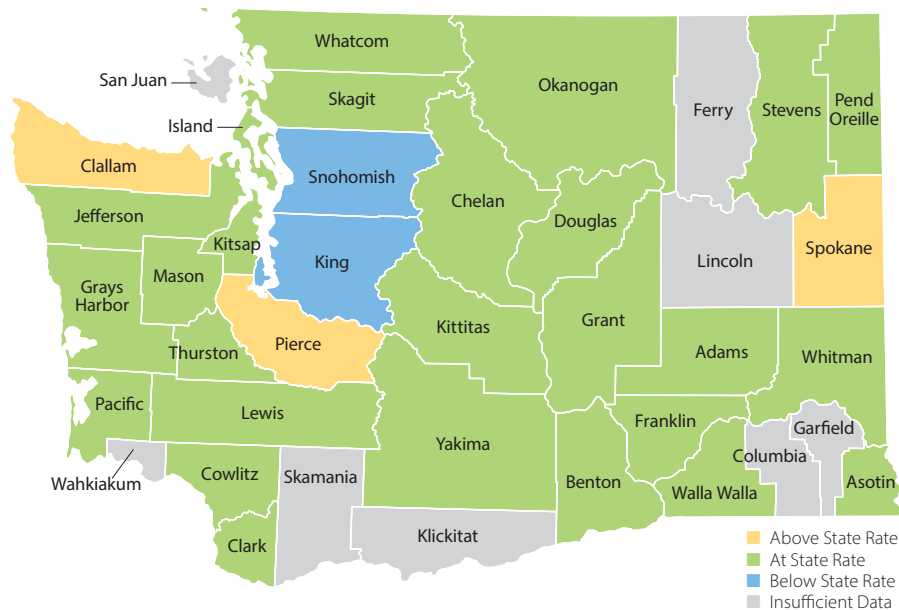 Whatcom
San Juan
Okanogan
Ferry
Stevens
Pend
Oreille
Skagit
Island
Clallam
Snohomish
Chelan
Jefferson
Douglas
Kitsap
Spokane
King
Lincoln
Mason
Grays
Harbor
Kittitas
Grant
Pierce
Thurston
Adams
Whitman
Pacific
Lewis
Franklin
Yakima
Garfield
Columbia
Wahkiakum
Cowlitz
Skamania
Benton
Walla Walla
Asotin
Klickitat
Clark
Above State Rate
At State Rate
Below State Rate
Insufficient Data